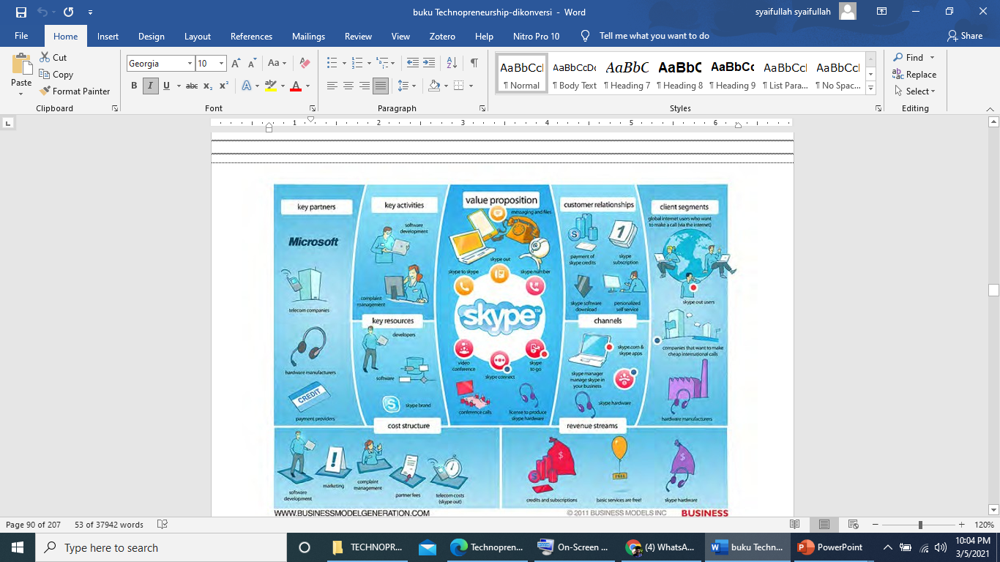 buku Technopreneurship-dikonversi - Word
syaifullah syaifullah
File Home Insert Design Layout References Mailings Review View Zotero Help Nitro Pro 10 Tell me what you want to do Share
Paste
Cut
Copy
Format Painter
Clipboard
Georgia 10
Font
Paragraph
AaBbCcI AaBbCcDc AaBbC AaBbC AaBbCc AaBbCcI AaBbCcI
¶ Normal ¶ Body Text ¶ Heading 7 ¶ Heading 8 ¶ Heading 9 ¶ List Para... ¶ No Spac...
Styles
Find
Replace
Select
Editing
1 2 3 4 5 6
key partners
Microsoft
telecom companies
hardware manufacturers
CREDIT
payment providers
key activities
software
development
complaint
management
key resources
developers
software
skype brand
value proposition
messaging and files
skype out
skype to skype
skype number
skype
video
conference
skype connect
skype
to go
conference calls
license to produce
skype hardware
customer relationships
1
payment of
skype credits
skype
subscription
skype software
download
personalized
self service
channels
skype.com &
skype apps
skype manager
manage skype in
your business
skype hardware
client segments
global internet users who want
to make a call (via the internet)
skype out users
companies that want to make
cheap international calls
hardware manufacturers
cost structure
software
development
marketing
complaint
management
partner fees
telecom costs
(skype out)
revenue streams
credits and subscriptions
FREE
basic services are free!
skype hardware
WWW.BUSINESSMODELGENERATION.COM
© 2011 BUSINESS MODELS INC
BUSINESS
Page 90 of 207 53 of 37942 words
120%
Type here to search
TECHNOPR...
Technopren...
On-Screen ...
(4) WhatsA...
buku Techn...
PowerPoint
10:04 PM
3/5/2021